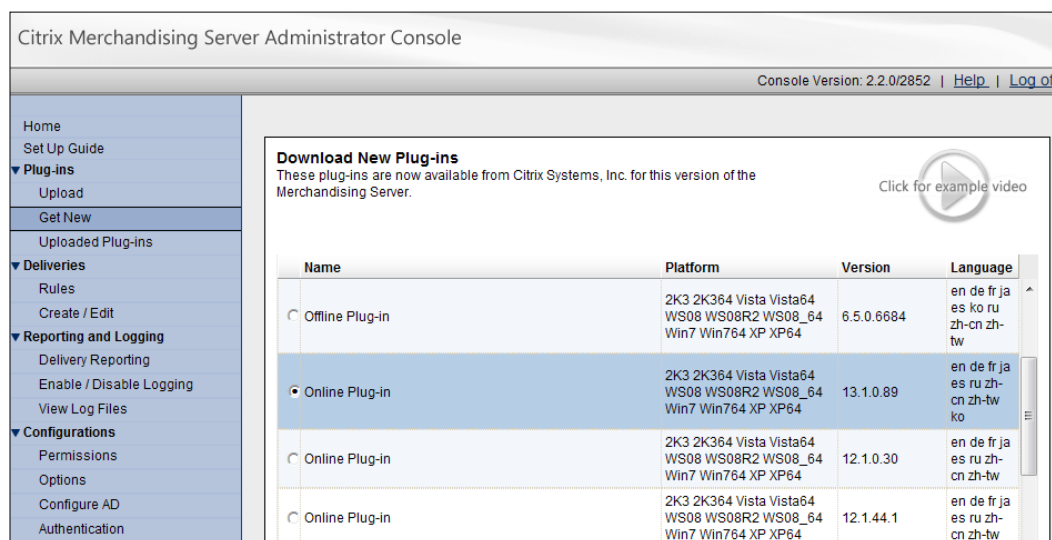 Citrix Merchandising Server Administrator Console
Console Version: 2.2.0/2852 | Help | Log of
Home
Set Up Guide
Plug-ins
Upload
Get New
Uploaded Plug-ins
Deliveries
Rules
Create / Edit
Reporting and Logging
Delivery Reporting
Enable / Disable Logging
View Log Files
Configurations
Permissions
Options
Configure AD
Authentication
Download New Plug-ins
These plug-ins are now available from Citrix Systems, Inc. for this version of the
Merchandising Server.
Click for example video
Name Platform Version Language
Offline Plug-in
2K3 2K364 Vista Vista64
WS08 WS08R2 WS08_64
Win7 Win764 XP XP64
6.5.0.6684
en de fr ja
es ko ru
zh-cn zh-
tw
Online Plug-in
2K3 2K364 Vista Vista64
WS08 WS08R2 WS08_64
Win7 Win764 XP XP64
13.1.0.89
en de fr ja
es ru zh-
cn zh-tw
ko
Online Plug-in
2K3 2K364 Vista Vista64
WS08 WS08R2 WS08_64
Win7 Win764 XP XP64
12.1.0.30
en de fr ja
es ru zh-
cn zh-tw
Online Plug-in
2K3 2K364 Vista Vista64
WS08 WS08R2 WS08_64
Win7 Win764 XP XP64
12.1.44.1
en de fr ja
es ru zh-
cn zh-tw